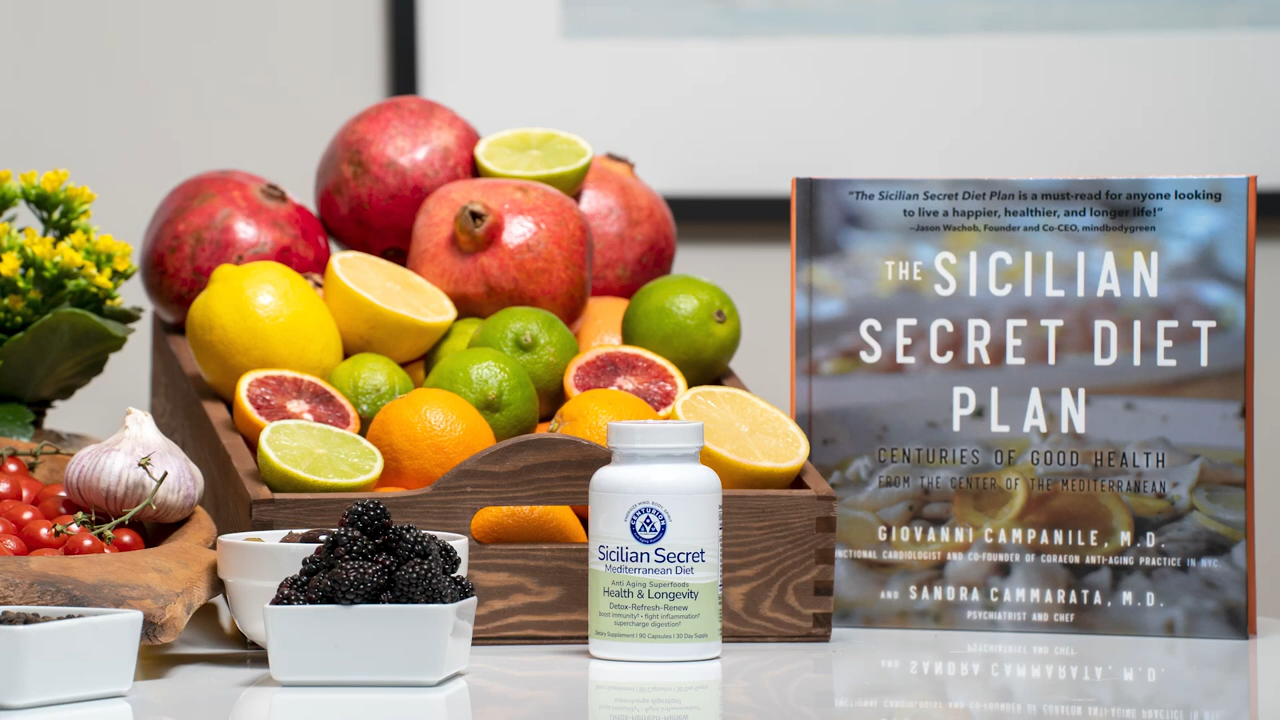 "The Sicilian Secret Diet Plan is a must-read for anyone looking
to live a happier, healthier, and longer life!"
—Jason Wachob, Founder and Co-CEO, mindbodygreen
THE SICILIAN
SECRET DIET
PLAN
CENTURIES OF GOOD HEALTH
FROM THE CENTER OF THE MEDITERRANEAN
GIOVANNI CAMPANILE, M.D.
CARDIOLOGIST AND CO-FOUNDER OF CORAEON ANTI-AGING PRACTICE IN NYC
AND SANDRA CAMMARATA, M.D.
PSYCHIATRIST AND CHEF
CENTURION
Sicilian Secret
Mediterranean Diet
Anti Aging Superfoods
Health & Longevity
Detox-Refresh-Renew
boost immunity† • fight inflammation†
supercharge digestion†
Dietary Supplement | 90 Capsules | 30 Day Supply